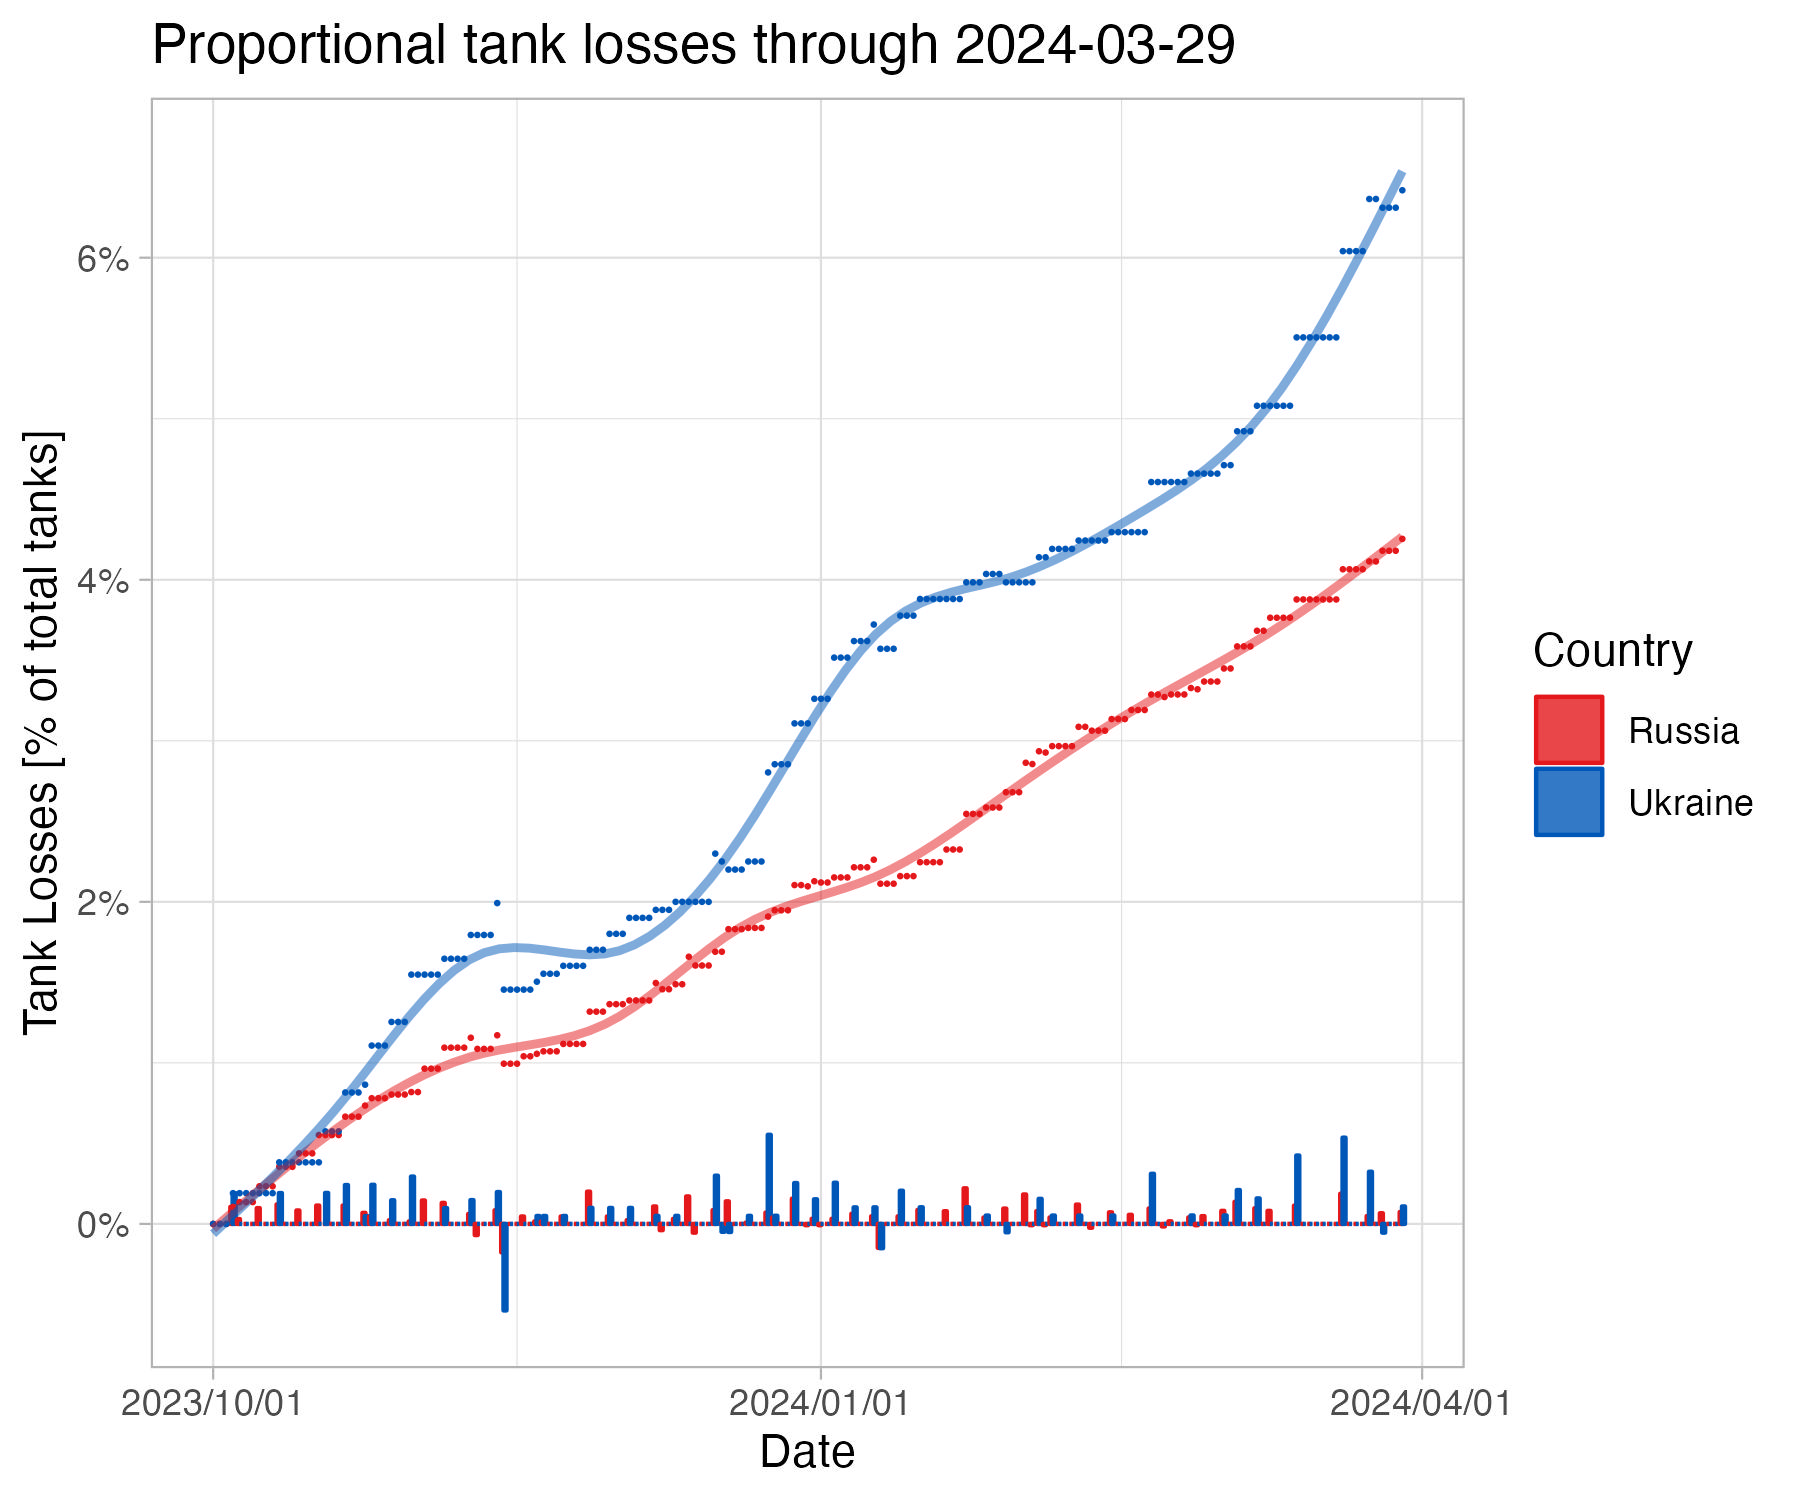 Proportional tank losses through 2024-03-29
Tank Losses [% of total tanks]
6%
4%
2%
0%
2023/10/01
2024/01/01
2024/04/01
Date
Country
Russia
Ukraine